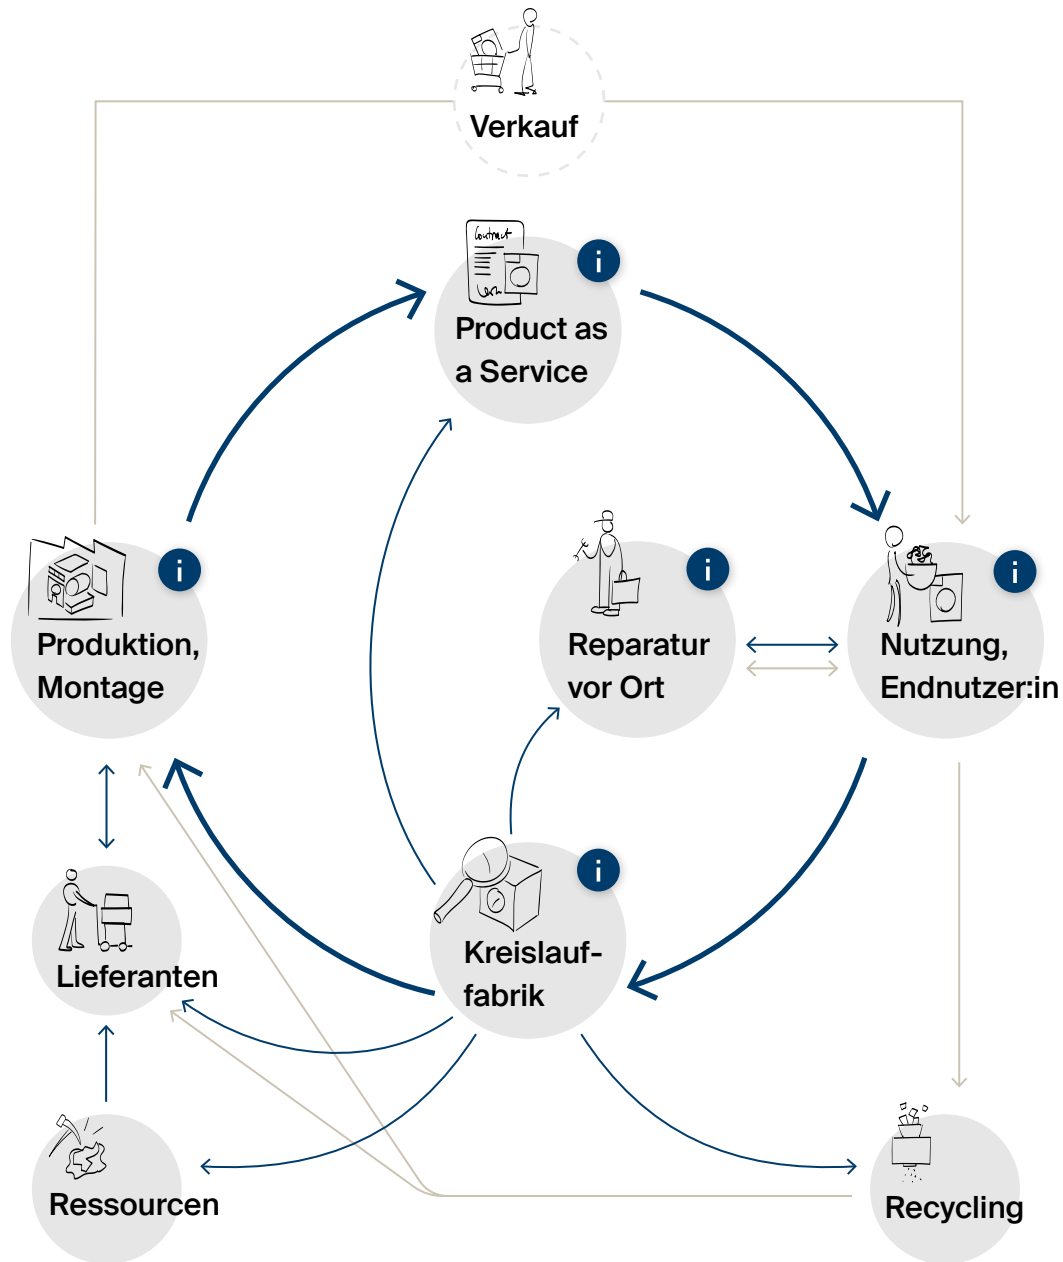 Verkauf
Contract
i
Product as
a Service
i
Produktion,
Montage
i
Reparatur
vor Ort
i
Nutzung,
Endnutzer:in
i
Kreislauf-
fabrik
Lieferanten
Ressourcen
Recycling